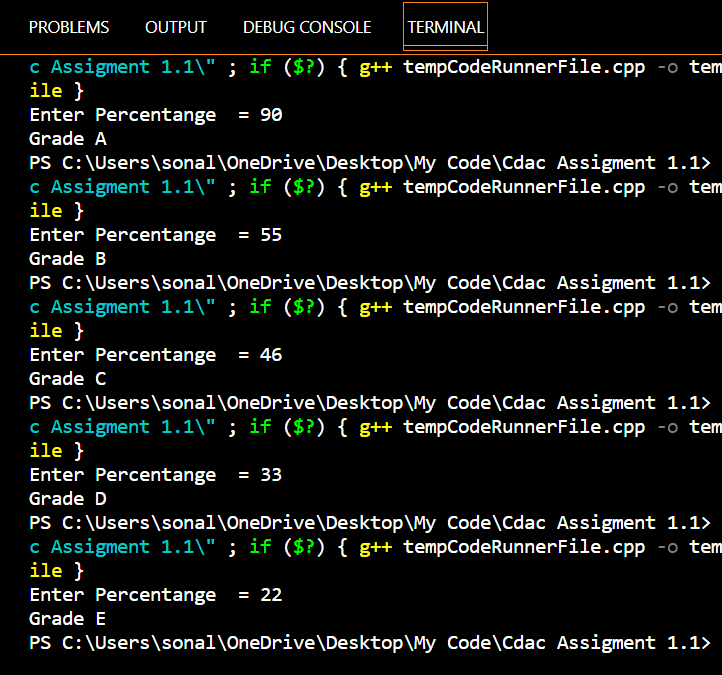 PROBLEMS OUTPUT DEBUG CONSOLE TERMINAL
c Assigment 1.1\" ; if ($?) { g++ tempCodeRunnerFile.cpp -o tem
ile }
Enter Percentange  = 90
Grade A
PS C:\Users\sonal\OneDrive\Desktop\My Code\Cdac Assigment 1.1>
c Assigment 1.1\" ; if ($?) { g++ tempCodeRunnerFile.cpp -o tem
ile }
Enter Percentange  = 55
Grade B
PS C:\Users\sonal\OneDrive\Desktop\My Code\Cdac Assigment 1.1>
c Assigment 1.1\" ; if ($?) { g++ tempCodeRunnerFile.cpp -o tem
ile }
Enter Percentange  = 46
Grade C
PS C:\Users\sonal\OneDrive\Desktop\My Code\Cdac Assigment 1.1>
c Assigment 1.1\" ; if ($?) { g++ tempCodeRunnerFile.cpp -o tem
ile }
Enter Percentange  = 33
Grade D
PS C:\Users\sonal\OneDrive\Desktop\My Code\Cdac Assigment 1.1>
c Assigment 1.1\" ; if ($?) { g++ tempCodeRunnerFile.cpp -o tem
ile }
Enter Percentange  = 22
Grade E
PS C:\Users\sonal\OneDrive\Desktop\My Code\Cdac Assigment 1.1>